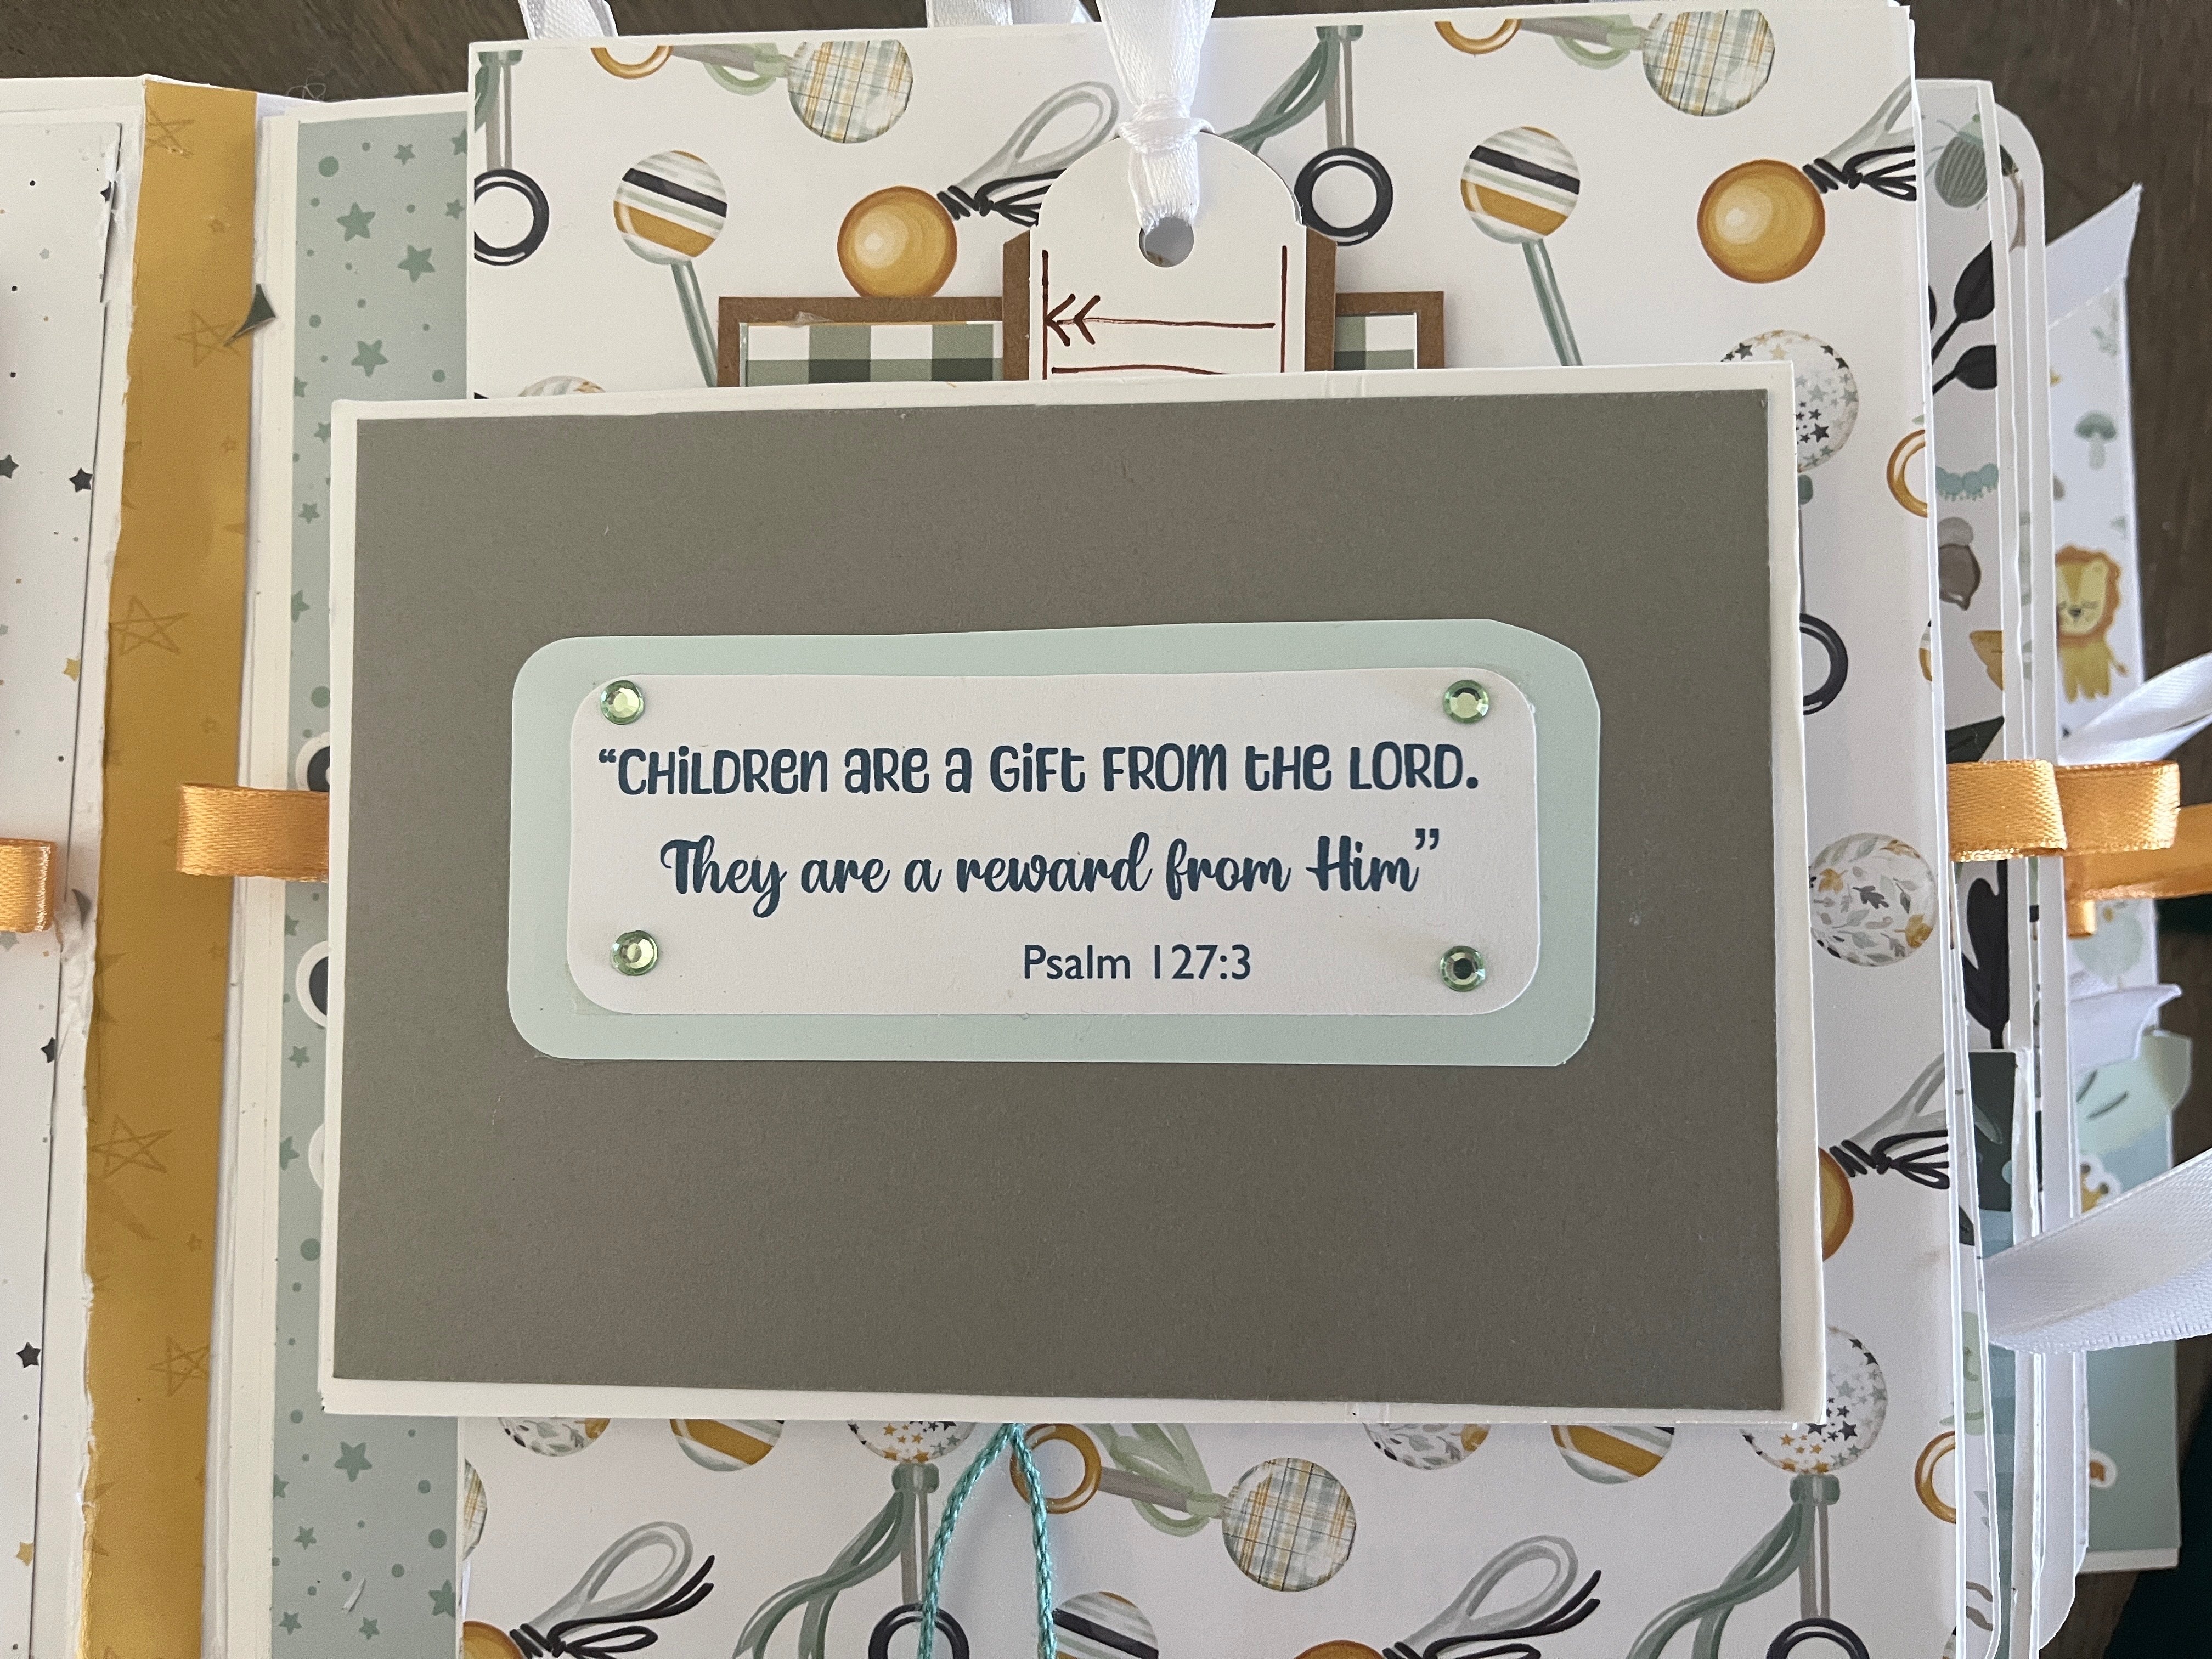 “Children are a Gift from the LORD.
They are a reward from Him”
Psalm 127:3